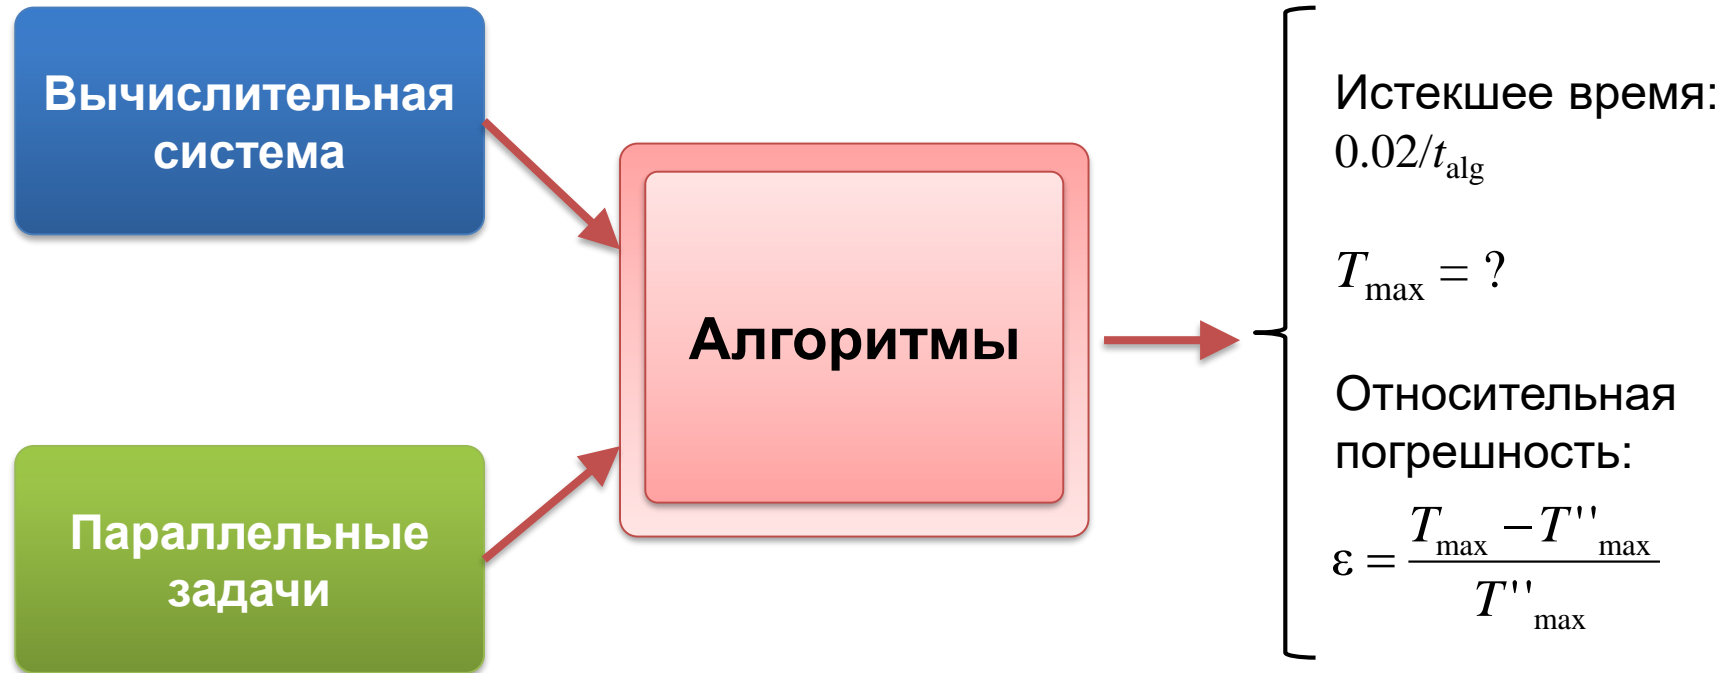 Вычислительная
система
Параллельные
задачи
Алгоритмы
Истекшее время:
0.02/t_alg
T_max = ?
Относительная
погрешность:
ε = (T_max − T''_max) / T''_max